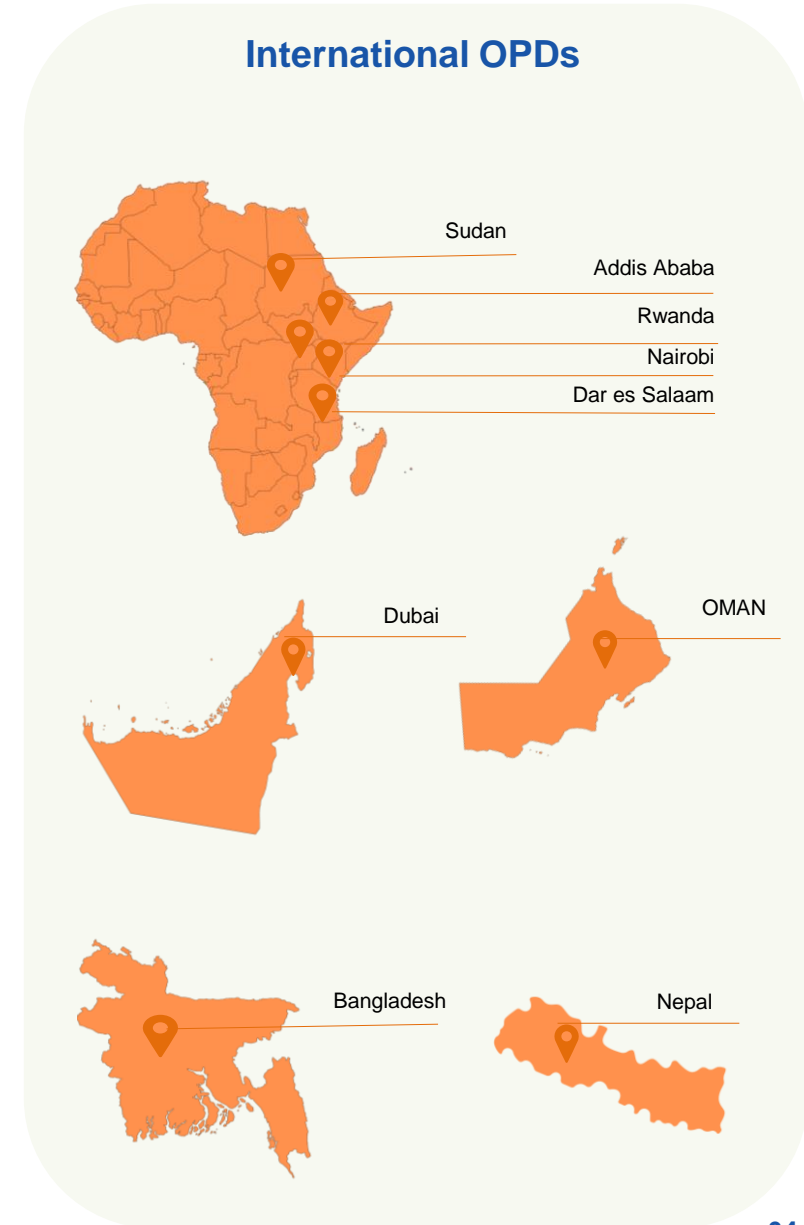 International OPDs
Sudan
Addis Ababa
Rwanda
Nairobi
Dar es Salaam
Dubai
OMAN
Bangladesh
Nepal